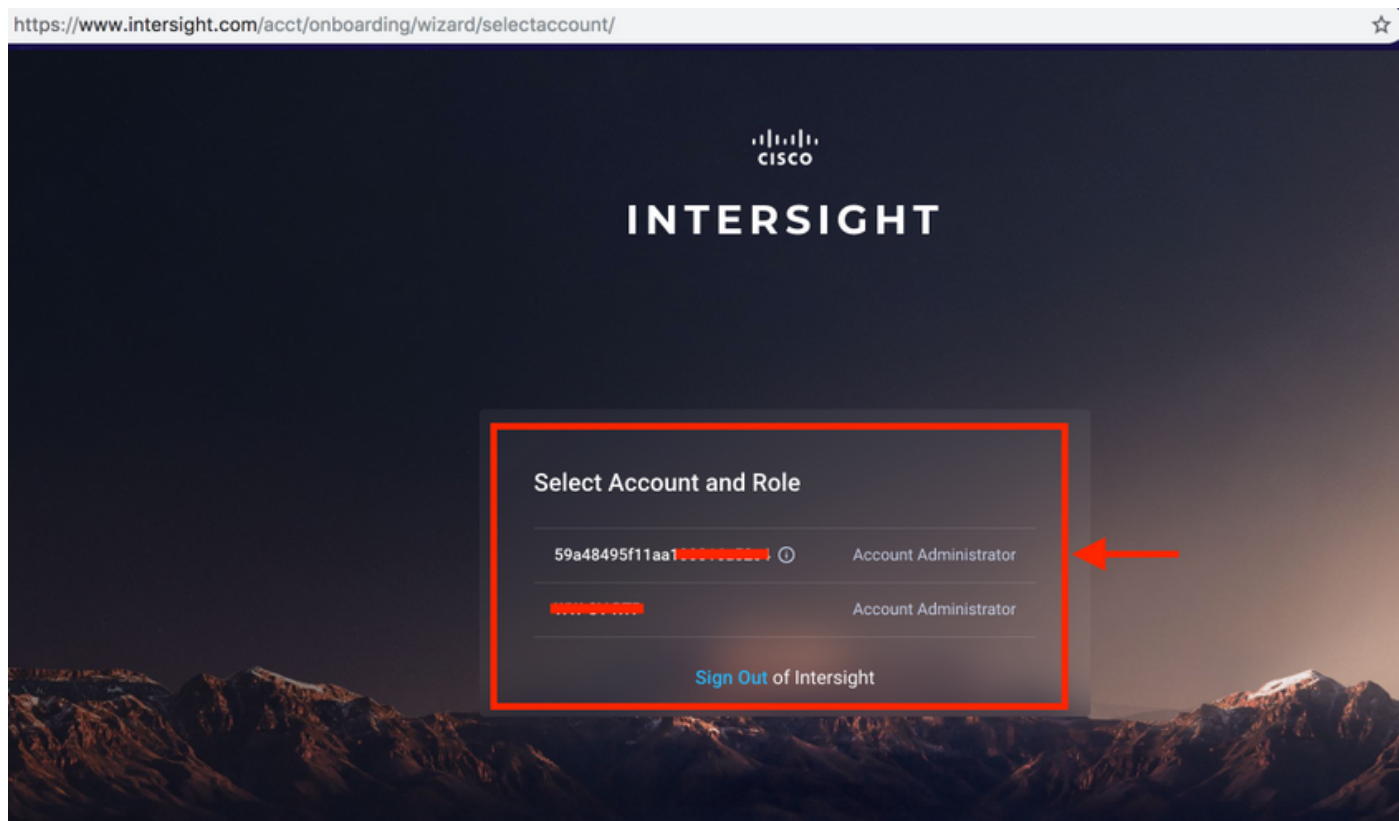 https://www.intersight.com/acct/onboarding/wizard/selectaccount/
CISCO
INTERSIGHT
Select Account and Role
59a48495f11aa1 Account Administrator
Account Administrator
Sign Out of Intersight